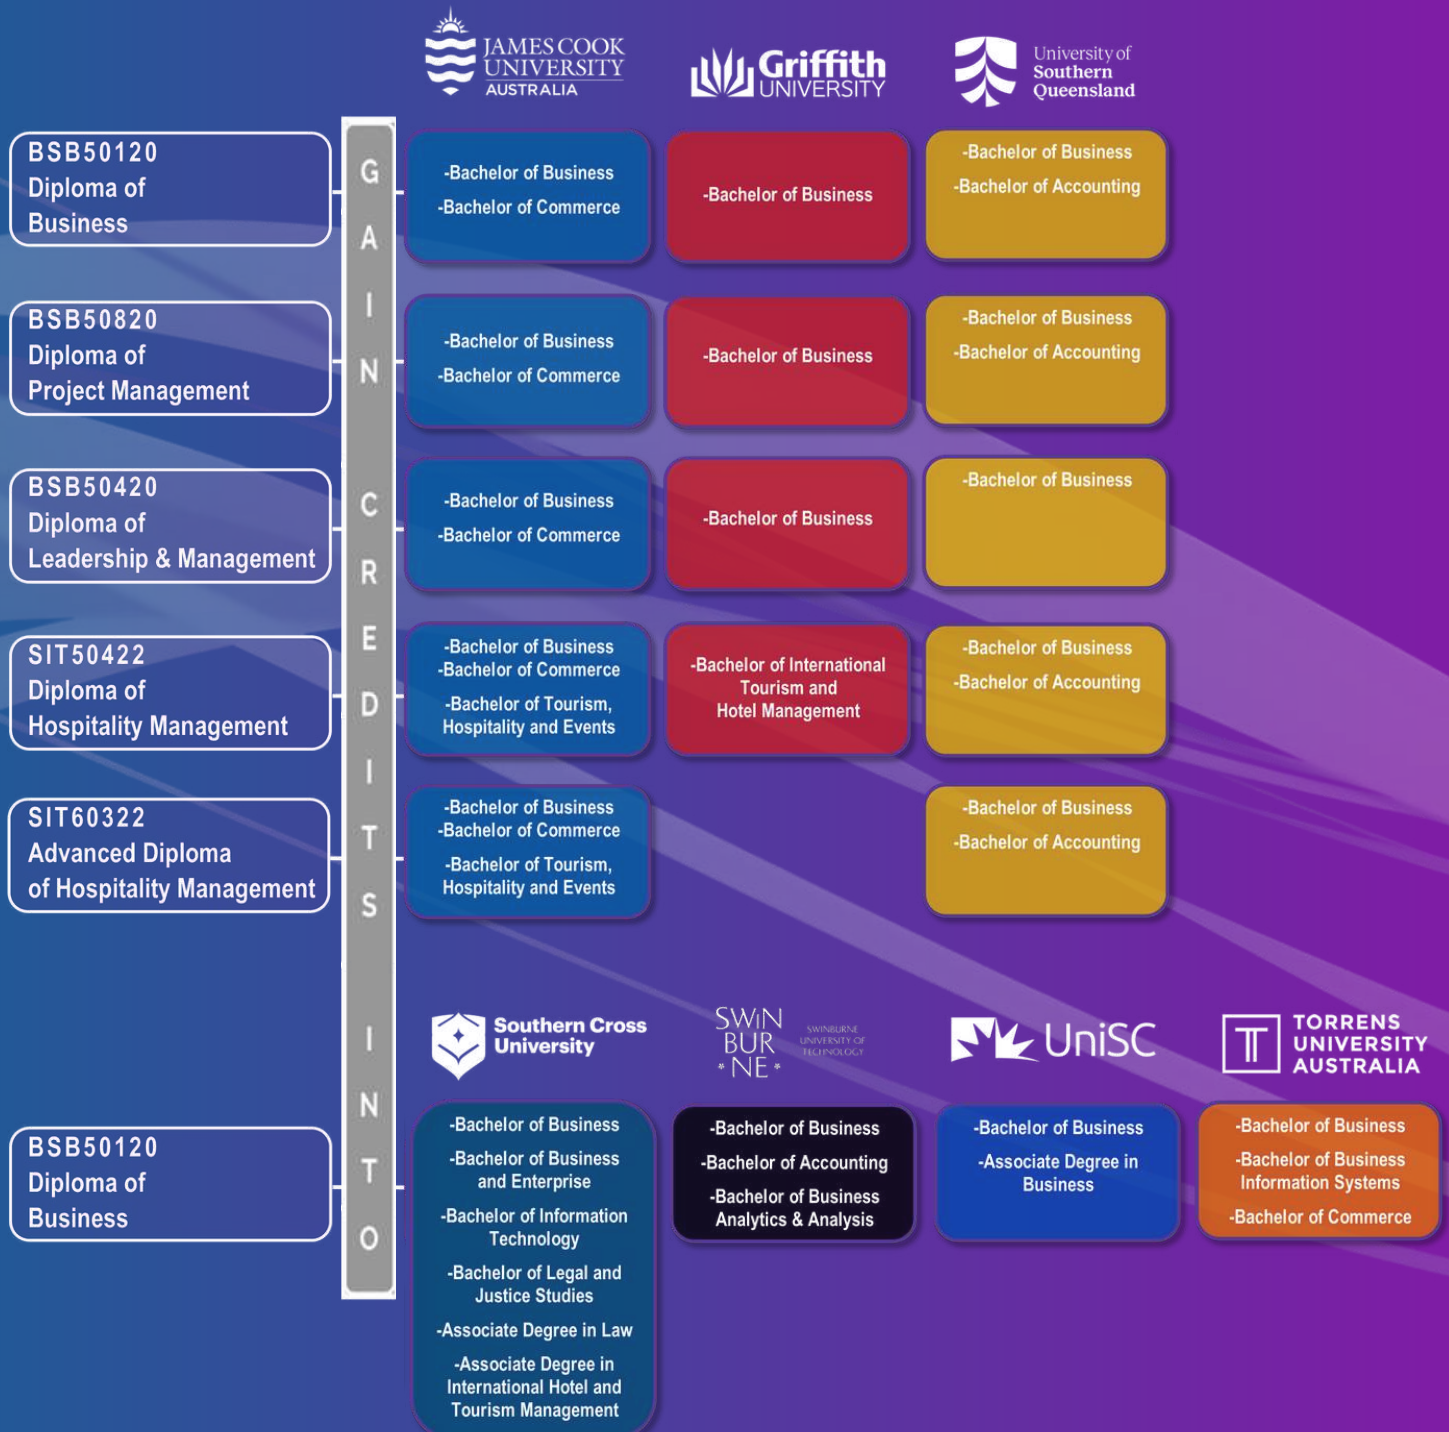 JAMES COOK
UNIVERSITY
AUSTRALIA
Griffith
UNIVERSITY
University of
Southern
Queensland
BSB50120
Diploma of
Business
-Bachelor of Business
-Bachelor of Commerce
-Bachelor of Business
-Bachelor of Business
-Bachelor of Accounting
BSB50820
Diploma of
Project Management
-Bachelor of Business
-Bachelor of Commerce
-Bachelor of Business
-Bachelor of Business
-Bachelor of Accounting
BSB50420
Diploma of
Leadership & Management
-Bachelor of Business
-Bachelor of Commerce
-Bachelor of Business
-Bachelor of Business
SIT50422
Diploma of
Hospitality Management
-Bachelor of Business
-Bachelor of Commerce
-Bachelor of Tourism,
Hospitality and Events
-Bachelor of International
Tourism and
Hotel Management
-Bachelor of Business
-Bachelor of Accounting
SIT60322
Advanced Diploma
of Hospitality Management
-Bachelor of Business
-Bachelor of Commerce
-Bachelor of Tourism,
Hospitality and Events
-Bachelor of Business
-Bachelor of Accounting
GAIN CREDITS INTO
Southern Cross
University
SWiN
BUR
*NE*
SWINBURNE
UNIVERSITY OF
TECHNOLOGY
UniSC
TORRENS
UNIVERSITY
AUSTRALIA
BSB50120
Diploma of
Business
-Bachelor of Business
-Bachelor of Business
and Enterprise
-Bachelor of Information
Technology
-Bachelor of Legal and
Justice Studies
-Associate Degree in Law
-Associate Degree in
International Hotel and
Tourism Management
-Bachelor of Business
-Bachelor of Accounting
-Bachelor of Business
Analytics & Analysis
-Bachelor of Business
-Associate Degree in
Business
-Bachelor of Business
-Bachelor of Business
Information Systems
-Bachelor of Commerce